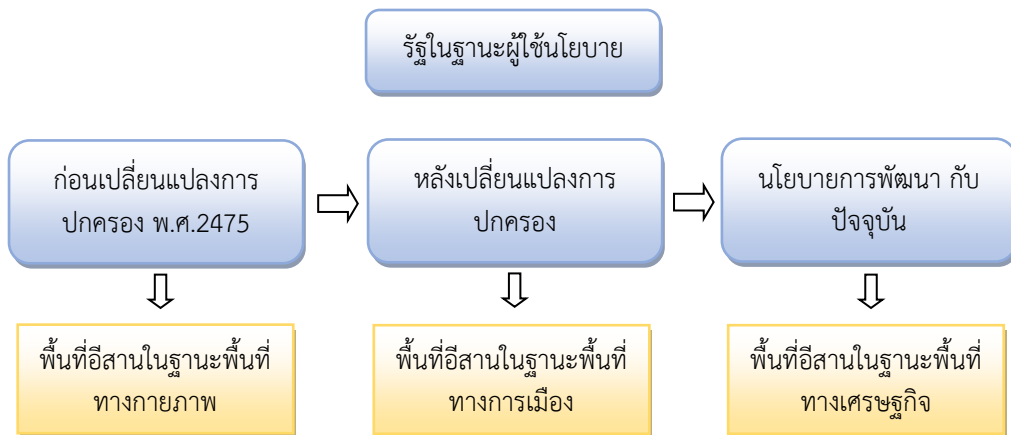 รัฐในฐานะผู้ใช้นโยบาย
ก่อนเปลี่ยนแปลงการ
ปกครอง พ.ศ.2475
หลังเปลี่ยนแปลงการ
ปกครอง
นโยบายการพัฒนา กับ
ปัจจุบัน
พื้นที่อีสานในฐานะพื้นที่
ทางกายภาพ
พื้นที่อีสานในฐานะพื้นที่
ทางการเมือง
พื้นที่อีสานในฐานะพื้นที่
ทางเศรษฐกิจ